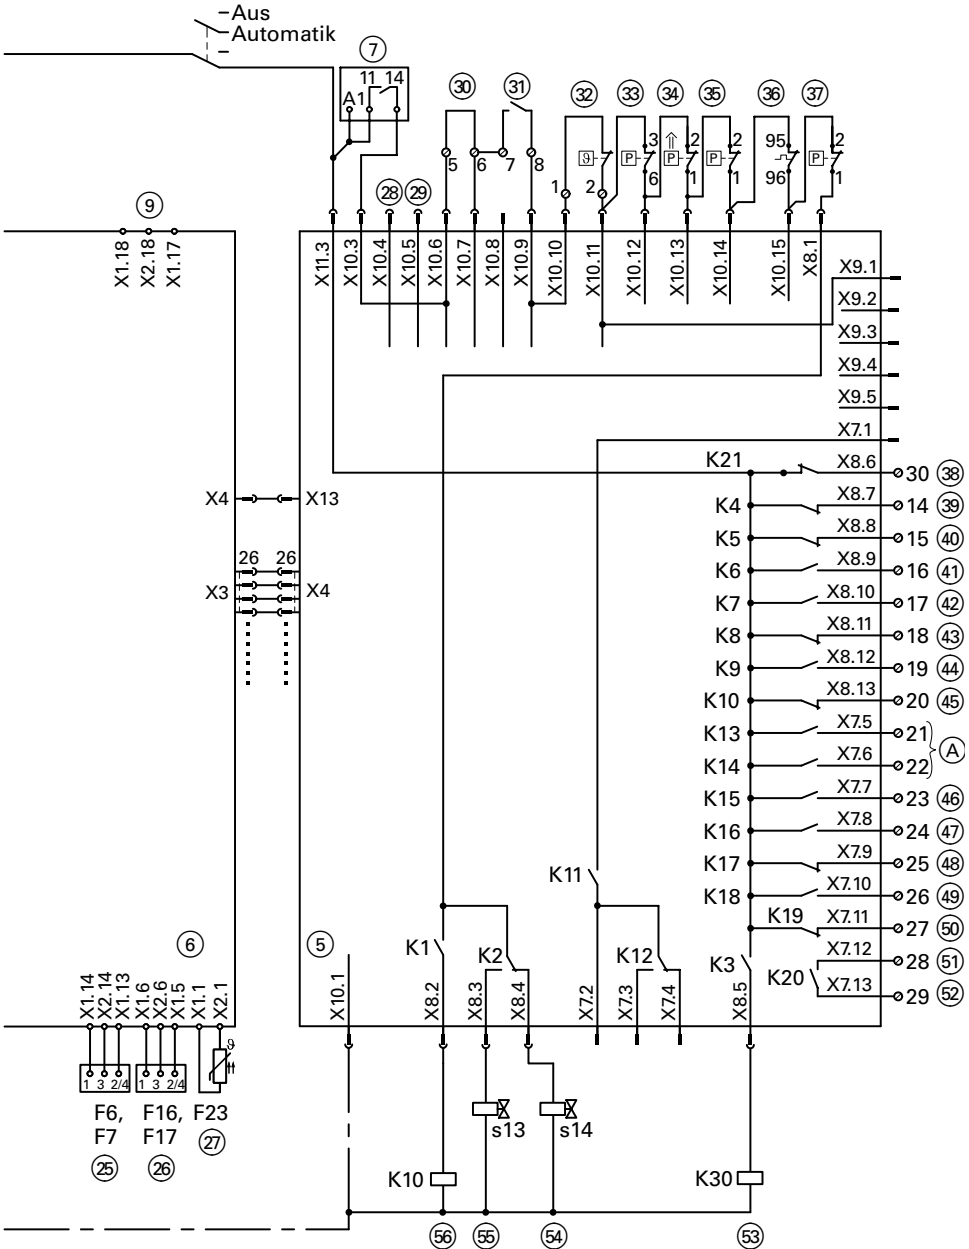 Aus
Automatik
7
11 14
A1
30
31
32
33
34
35
36
37
ϑ
P
P
P
P
3
2
2
95
2
5
6
7
8
1
2
6
1
1
96
1
28
29
9
X1.18
X2.18
X1.17
X11.3
X10.3
X10.4
X10.5
X10.6
X10.7
X10.8
X10.9
X10.10
X10.11
X10.12
X10.13
X10.14
X10.15
X8.1
X9.1
X9.2
X9.3
X9.4
X9.5
X7.1
K21 X8.6 30 38
X4 X13
K4 X8.7 14 39
K5 X8.8 15 40
26 26
K6 X8.9 16 41
X3 X4
K7 X8.10 17 42
K8 X8.11 18 43
K9 X8.12 19 44
K10 X8.13 20 45
K13 X7.5 21
A
K14 X7.6 22
K15 X7.7 23 46
K16 X7.8 24 47
K17 X7.9 25 48
K11
K18 X7.10 26 49
K19 X7.11 27 50
6
5
K1
K2
K12
K3
X7.12 28 51
K20
X7.13 29 52
X1.14
X2.14
X1.13
X1.6
X2.6
X1.5
X1.1
X2.1
X10.1
X8.2
X8.3
X8.4
X7.2
X7.3
X7.4
X8.5
ϑ
1 3 2/4
1 3 2/4
F6,
F7
25
F16,
F17
26
F23
27
s13
s14
K10
K30
56
55
54
53